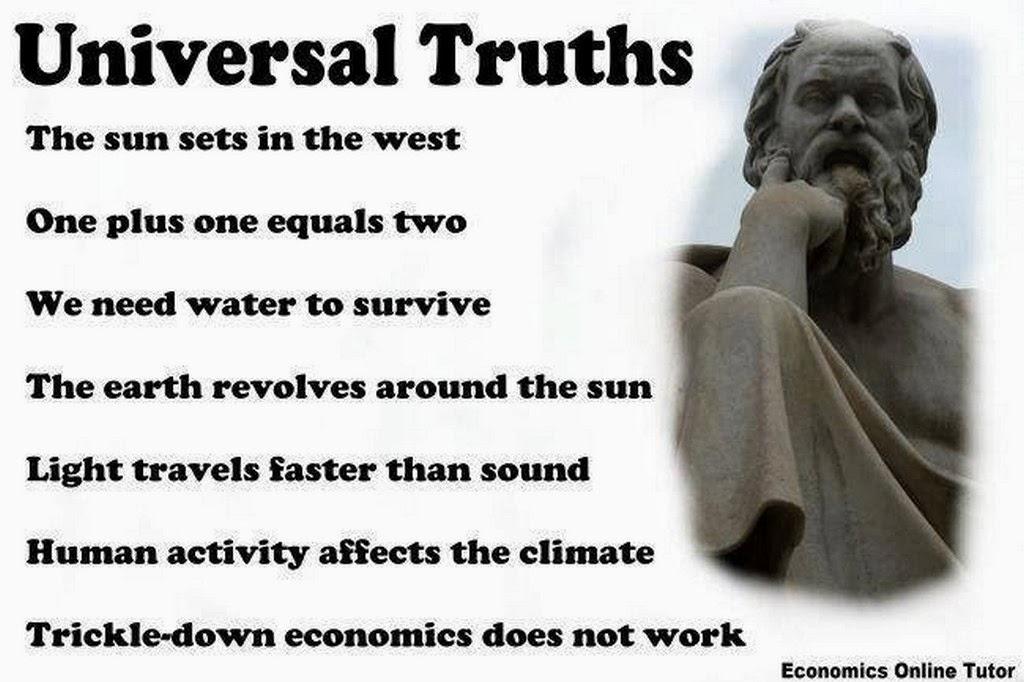 Universal Truths
The sun sets in the west
One plus one equals two
We need water to survive
The earth revolves around the sun
Light travels faster than sound
Human activity affects the climate
Trickle-down economics does not work
Economics Online Tutor